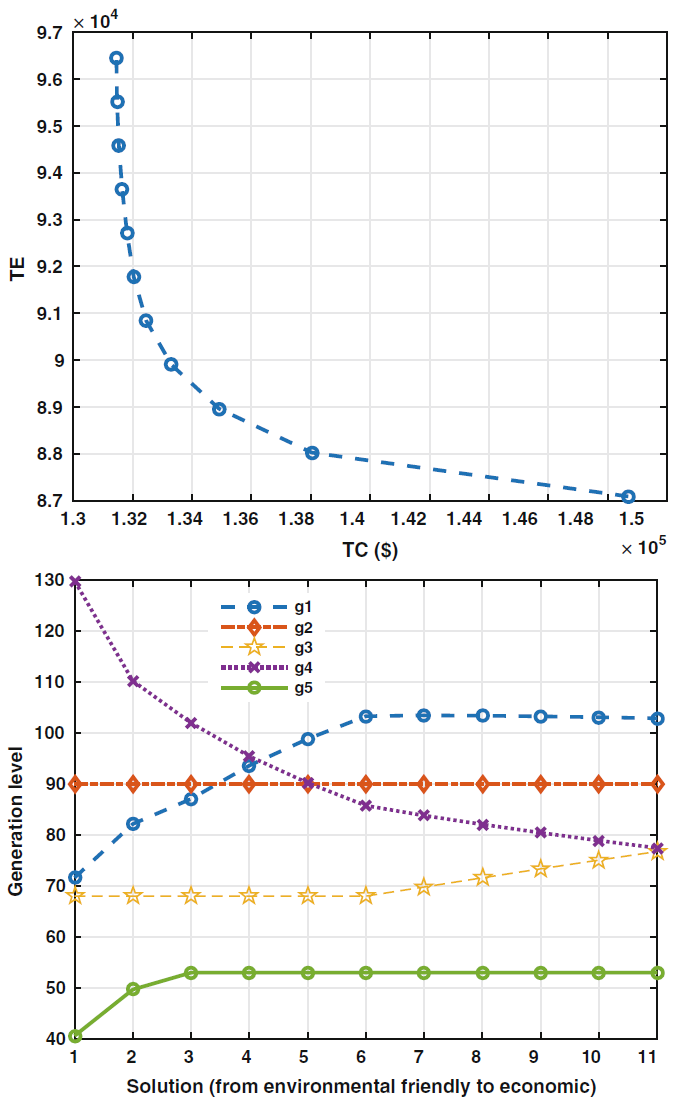 × 10⁴
9.7
9.6
9.5
9.4
9.3
9.2
9.1
9
8.9
8.8
8.7
TE
1.3 1.32 1.34 1.36 1.38 1.4 1.42 1.44 1.46 1.48 1.5
TC ($)
× 10⁵
130
120
110
100
90
80
70
60
50
40
Generation level
g1
g2
g3
g4
g5
1 2 3 4 5 6 7 8 9 10 11
Solution (from environmental friendly to economic)